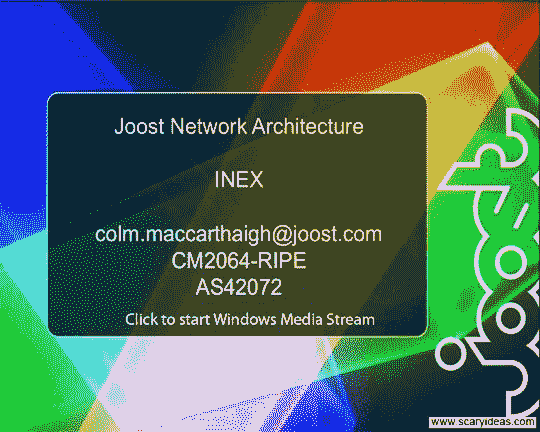 Joost Network Architecture
INEX
colm.maccarthaigh@joost.com
CM2064-RIPE
AS42072
Click to start Windows Media Stream
joost
www.scaryideas.com